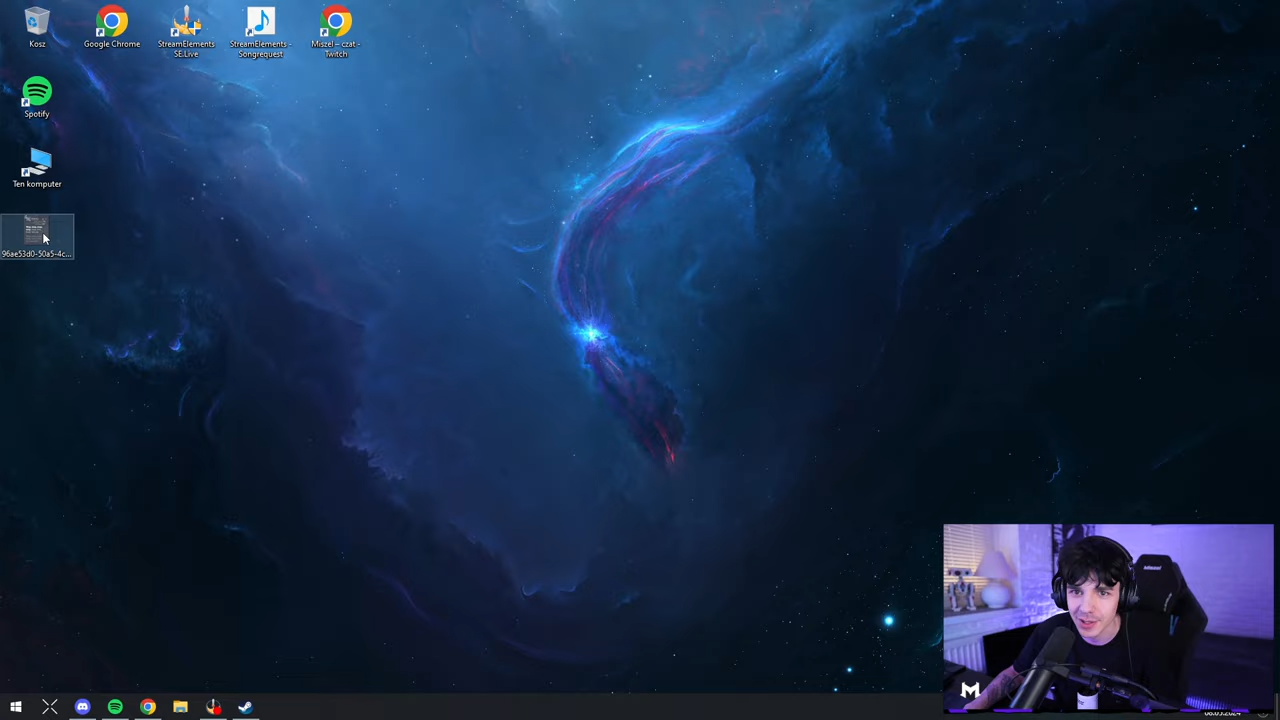 Kosz
Google Chrome
StreamElements
SE.Live
StreamElements -
Songrequest
Miszel – czat -
Twitch
Spotify
Ten komputer
96ae53d0-50a5-4c...
M